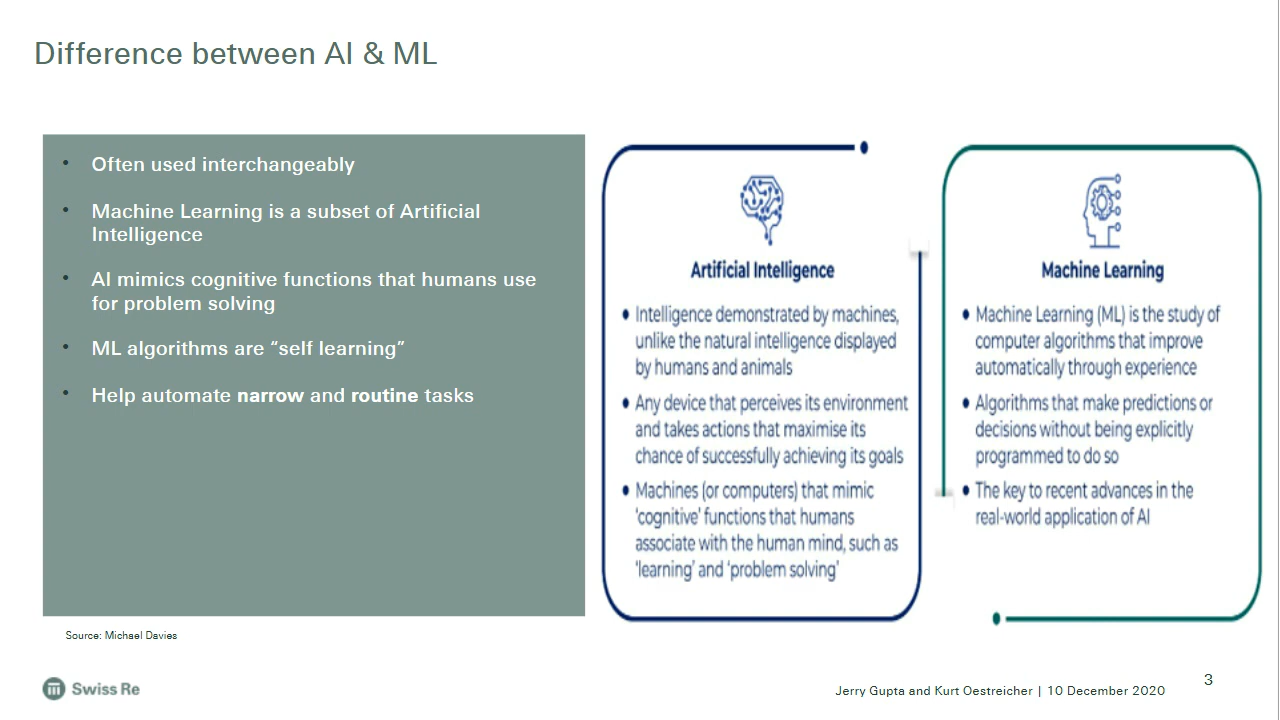 Difference between AI & ML
• Often used interchangeably
• Machine Learning is a subset of Artificial
Intelligence
• AI mimics cognitive functions that humans use
for problem solving
• ML algorithms are “self learning”
• Help automate narrow and routine tasks
Source: Michael Davies
Artificial Intelligence
• Intelligence demonstrated by machines,
unlike the natural intelligence displayed
by humans and animals
• Any device that perceives its environment
and takes actions that maximise its
chance of successfully achieving its goals
• Machines (or computers) that mimic
‘cognitive’ functions that humans
associate with the human mind, such as
‘learning’ and ‘problem solving’
Machine Learning
• Machine Learning (ML) is the study of
computer algorithms that improve
automatically through experience
• Algorithms that make predictions or
decisions without being explicitly
programmed to do so
• The key to recent advances in the
real-world application of AI
Swiss Re
Jerry Gupta and Kurt Oestreicher | 10 December 2020
3